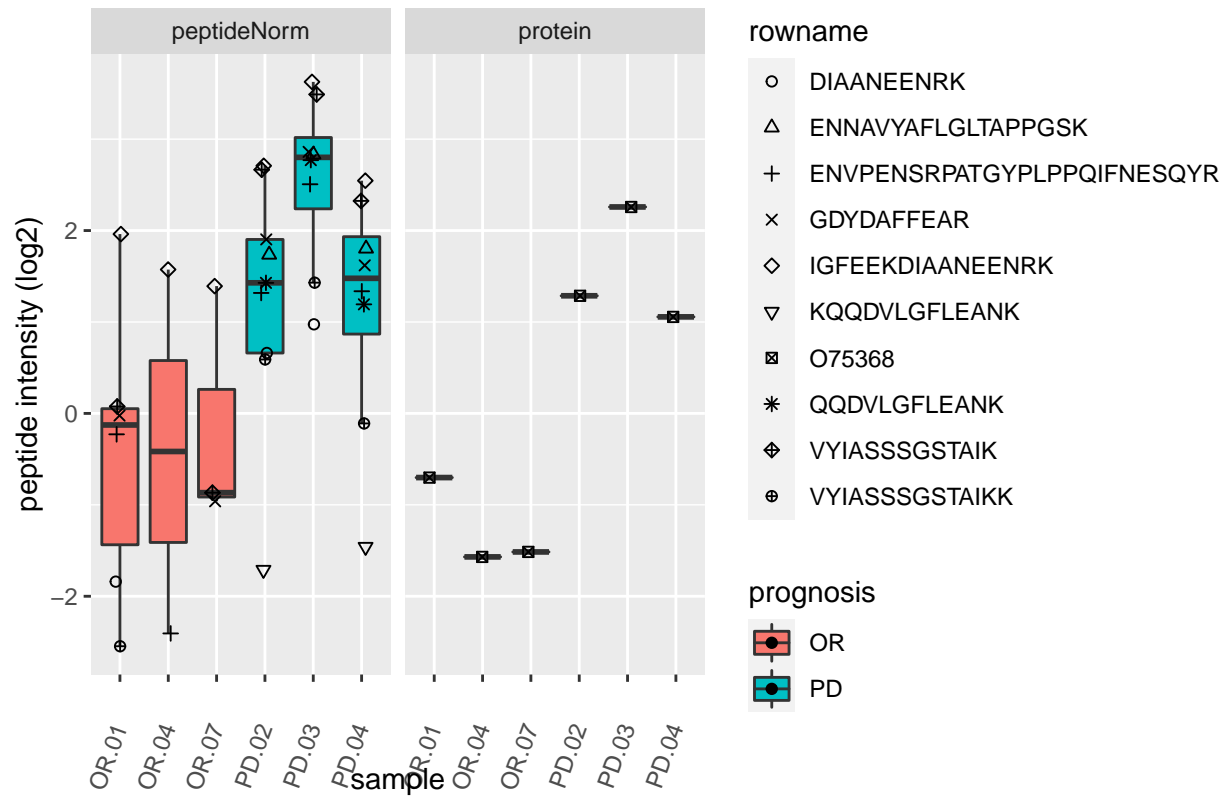 peptideNorm
protein
peptide intensity (log2)
2
0
−2
OR.01
OR.04
OR.07
PD.02
PD.03
PD.04
OR.01
OR.04
OR.07
PD.02
PD.03
PD.04
sample
rowname
DIAANEENRK
ENNAVYAFLGLTAPPGSK
ENVPENSRPATGYPLPPQIFNESQYR
GDYDAFFEAR
IGFEEKDIAANEENRK
KQQDVLGFLEANK
O75368
QQDVLGFLEANK
VYIASSSGSTAIK
VYIASSSGSTAIKK
prognosis
OR
PD